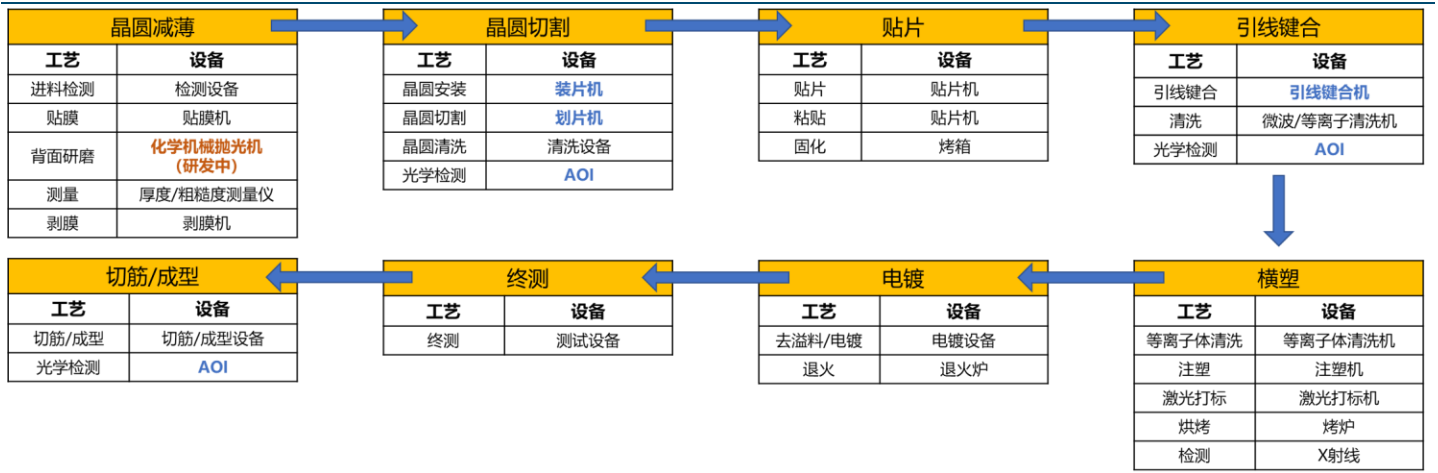 晶圆减薄
工艺 设备
进料检测 检测设备
贴膜 贴膜机
背面研磨 化学机械抛光机
（研发中）
测量 厚度/粗糙度测量仪
剥膜 剥膜机
晶圆切割
工艺 设备
晶圆安装 装片机
晶圆切割 划片机
晶圆清洗 清洗设备
光学检测 AOI
贴片
工艺 设备
贴片 贴片机
粘贴 贴片机
固化 烤箱
引线键合
工艺 设备
引线键合 引线键合机
清洗 微波/等离子清洗机
光学检测 AOI
横塑
工艺 设备
等离子体清洗 等离子体清洗机
注塑 注塑机
激光打标 激光打标机
烘烤 烤炉
检测 X射线
电镀
工艺 设备
去溢料/电镀 电镀设备
退火 退火炉
终测
工艺 设备
终测 测试设备
切筋/成型
工艺 设备
切筋/成型 切筋/成型设备
光学检测 AOI